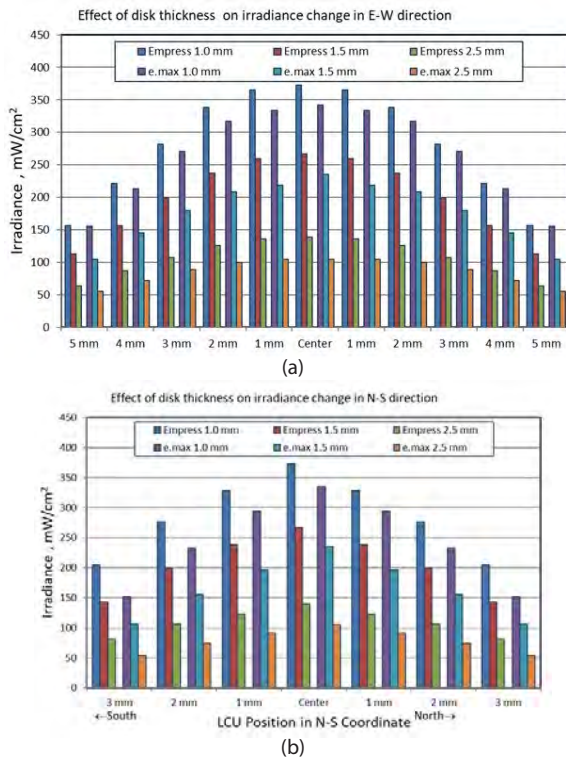 Effect of disk thickness on irradiance change in E-W direction
450
400
350
300
250
200
150
100
50
0
Irradiance , mW/cm²
Empress 1.0 mm Empress 1.5 mm Empress 2.5 mm
e.max 1.0 mm e.max 1.5 mm e.max 2.5 mm
5 mm 4 mm 3 mm 2 mm 1 mm Center 1 mm 2 mm 3 mm 4 mm 5 mm
(a)
Effect of disk thickness on irradiance change in N-S direction
450
400
350
300
250
200
150
100
50
0
Irradiance , mW/cm²
Empress 1.0 mm Empress 1.5 mm Empress 2.5 mm
e.max 1.0 mm e.max 1.5 mm e.max 2.5 mm
3 mm 2 mm 1 mm Center 1 mm 2 mm 3 mm
←South North→
LCU Position in N-S Coordinate
(b)